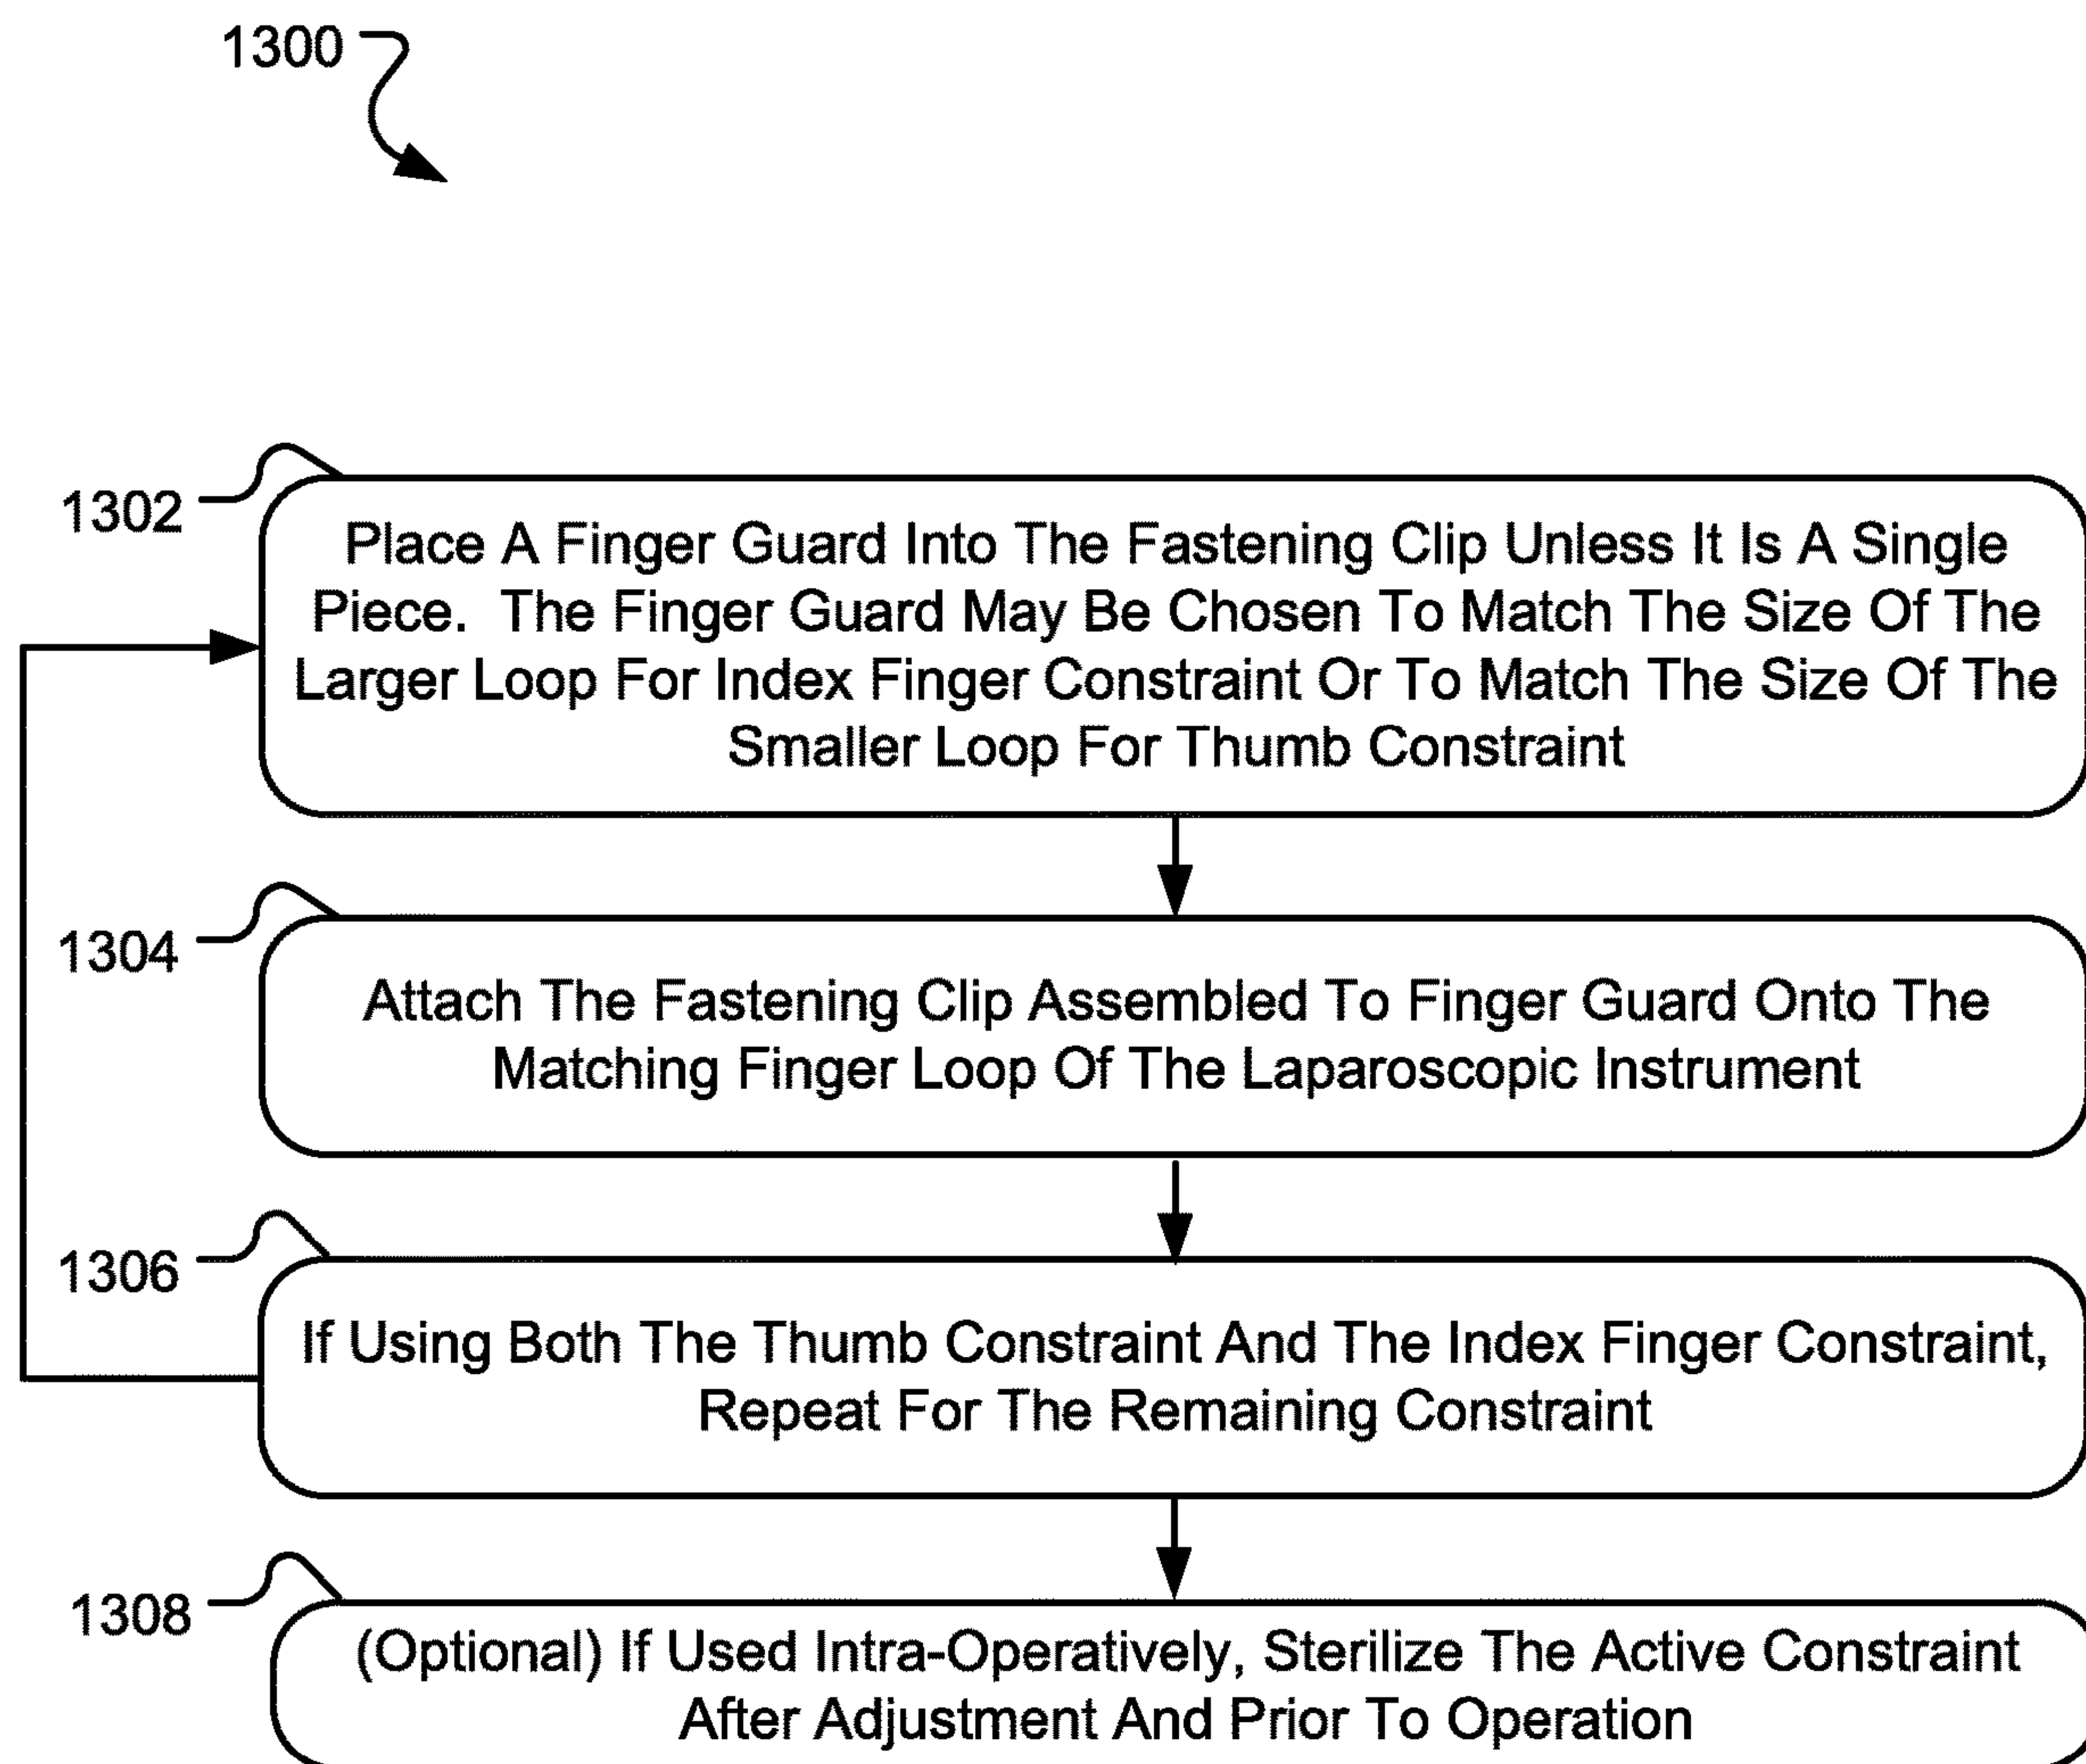 1300
1302
Place A Finger Guard Into The Fastening Clip Unless It Is A Single
Piece. The Finger Guard May Be Chosen To Match The Size Of The
Larger Loop For Index Finger Constraint Or To Match The Size Of The
Smaller Loop For Thumb Constraint
1304
Attach The Fastening Clip Assembled To Finger Guard Onto The
Matching Finger Loop Of The Laparoscopic Instrument
1306
If Using Both The Thumb Constraint And The Index Finger Constraint,
Repeat For The Remaining Constraint
1308
(Optional) If Used Intra-Operatively, Sterilize The Active Constraint
After Adjustment And Prior To Operation